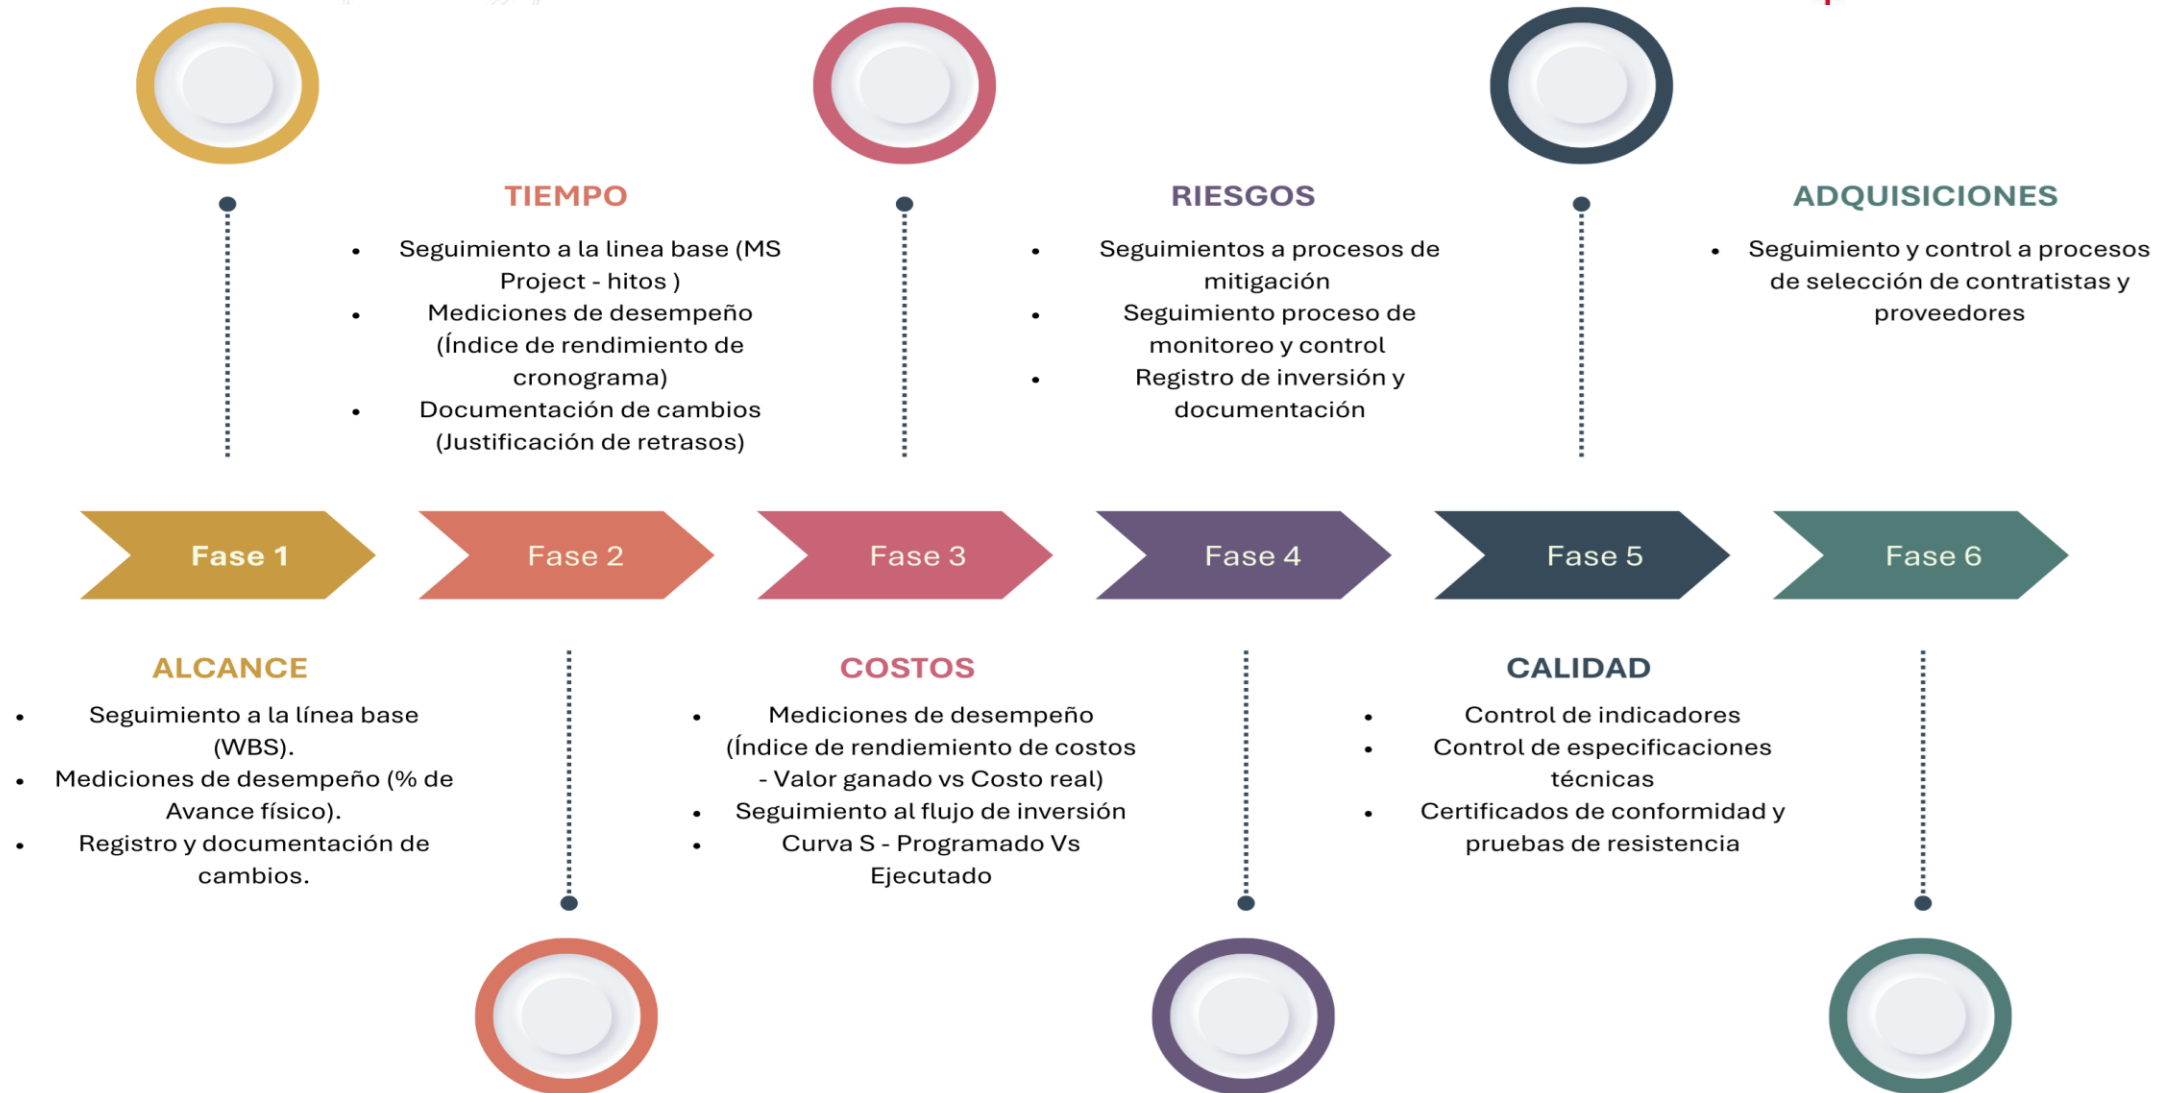 TIEMPO
• Seguimiento a la linea base (MS
Project - hitos )
• Mediciones de desempeño
(Índice de rendimiento de
cronograma)
• Documentación de cambios
(Justificación de retrasos)
RIESGOS
• Seguimientos a procesos de
mitigación
• Seguimiento proceso de
monitoreo y control
• Registro de inversión y
documentación
ADQUISICIONES
• Seguimiento y control a procesos
de selección de contratistas y
proveedores
Fase 1
Fase 2
Fase 3
Fase 4
Fase 5
Fase 6
ALCANCE
• Seguimiento a la línea base
(WBS).
• Mediciones de desempeño (% de
Avance físico).
• Registro y documentación de
cambios.
COSTOS
• Mediciones de desempeño
(Índice de rendiemiento de costos
- Valor ganado vs Costo real)
• Seguimiento al flujo de inversión
• Curva S - Programado Vs
Ejecutado
CALIDAD
• Control de indicadores
• Control de especificaciones
técnicas
• Certificados de conformidad y
pruebas de resistencia